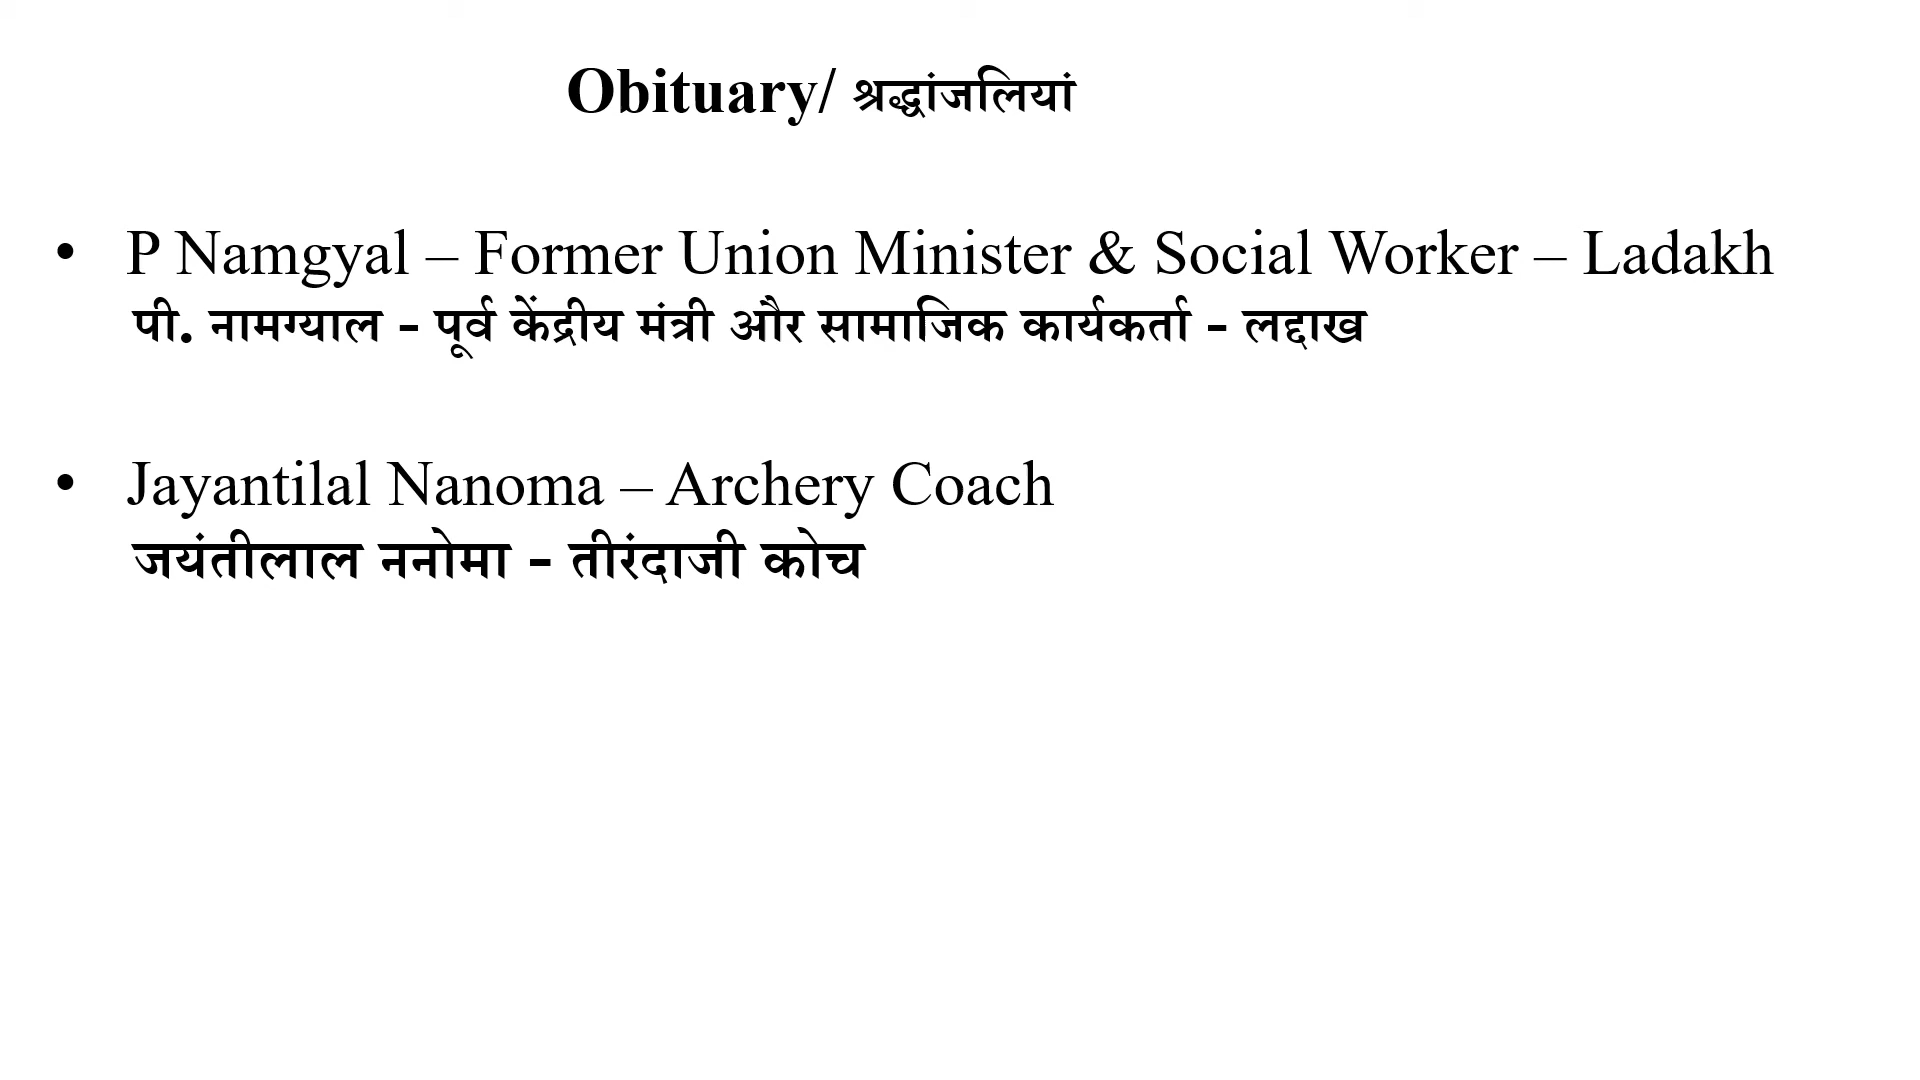 Obituary/ श्रद्धांजलियां
• P Namgyal – Former Union Minister & Social Worker – Ladakh
पी. नामग्याल - पूर्व केंद्रीय मंत्री और सामाजिक कार्यकर्ता - लद्दाख
• Jayantilal Nanoma – Archery Coach
जयंतीलाल ननोमा - तीरंदाजी कोच